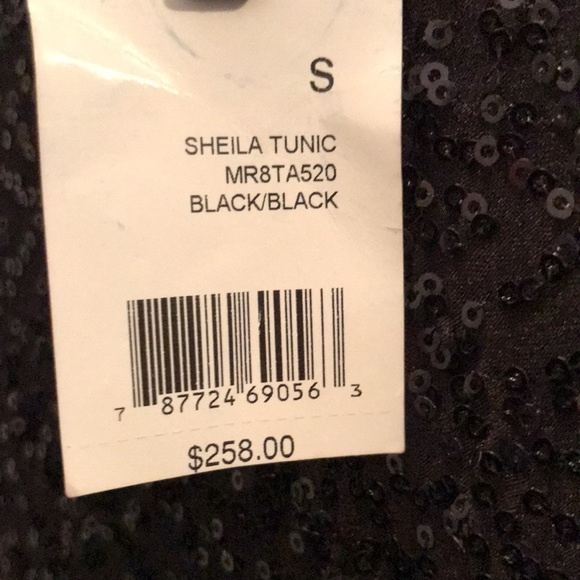 S
SHEILA TUNIC
MR8TA520
BLACK/BLACK
7 87724 69056 3
$258.00